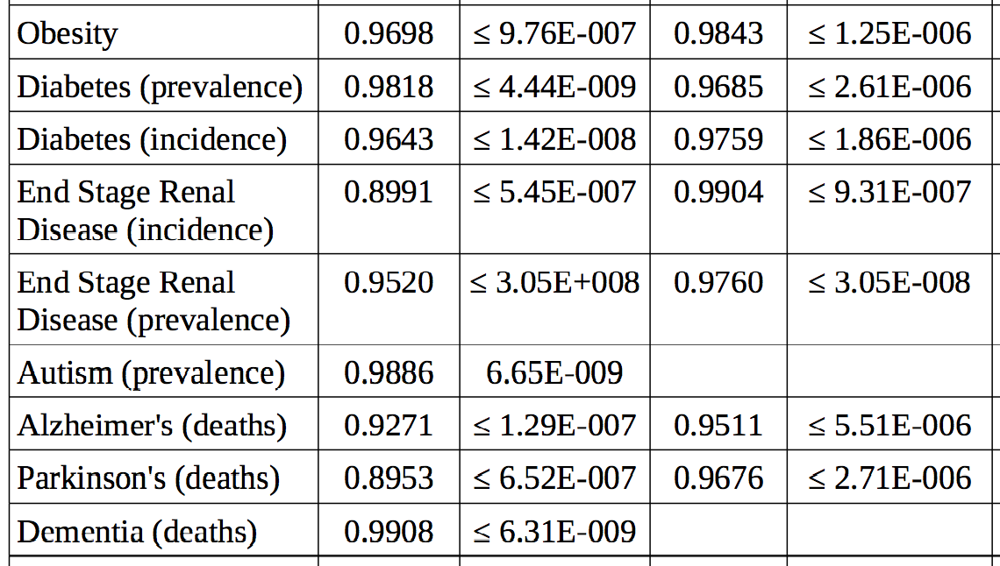 Obesity 0.9698 ≤ 9.76E-007 0.9843 ≤ 1.25E-006
Diabetes (prevalence) 0.9818 ≤ 4.44E-009 0.9685 ≤ 2.61E-006
Diabetes (incidence) 0.9643 ≤ 1.42E-008 0.9759 ≤ 1.86E-006
End Stage Renal 0.8991 ≤ 5.45E-007 0.9904 ≤ 9.31E-007
Disease (incidence)
End Stage Renal 0.9520 ≤ 3.05E+008 0.9760 ≤ 3.05E-008
Disease (prevalence)
Autism (prevalence) 0.9886 6.65E-009
Alzheimer's (deaths) 0.9271 ≤ 1.29E-007 0.9511 ≤ 5.51E-006
Parkinson's (deaths) 0.8953 ≤ 6.52E-007 0.9676 ≤ 2.71E-006
Dementia (deaths) 0.9908 ≤ 6.31E-009